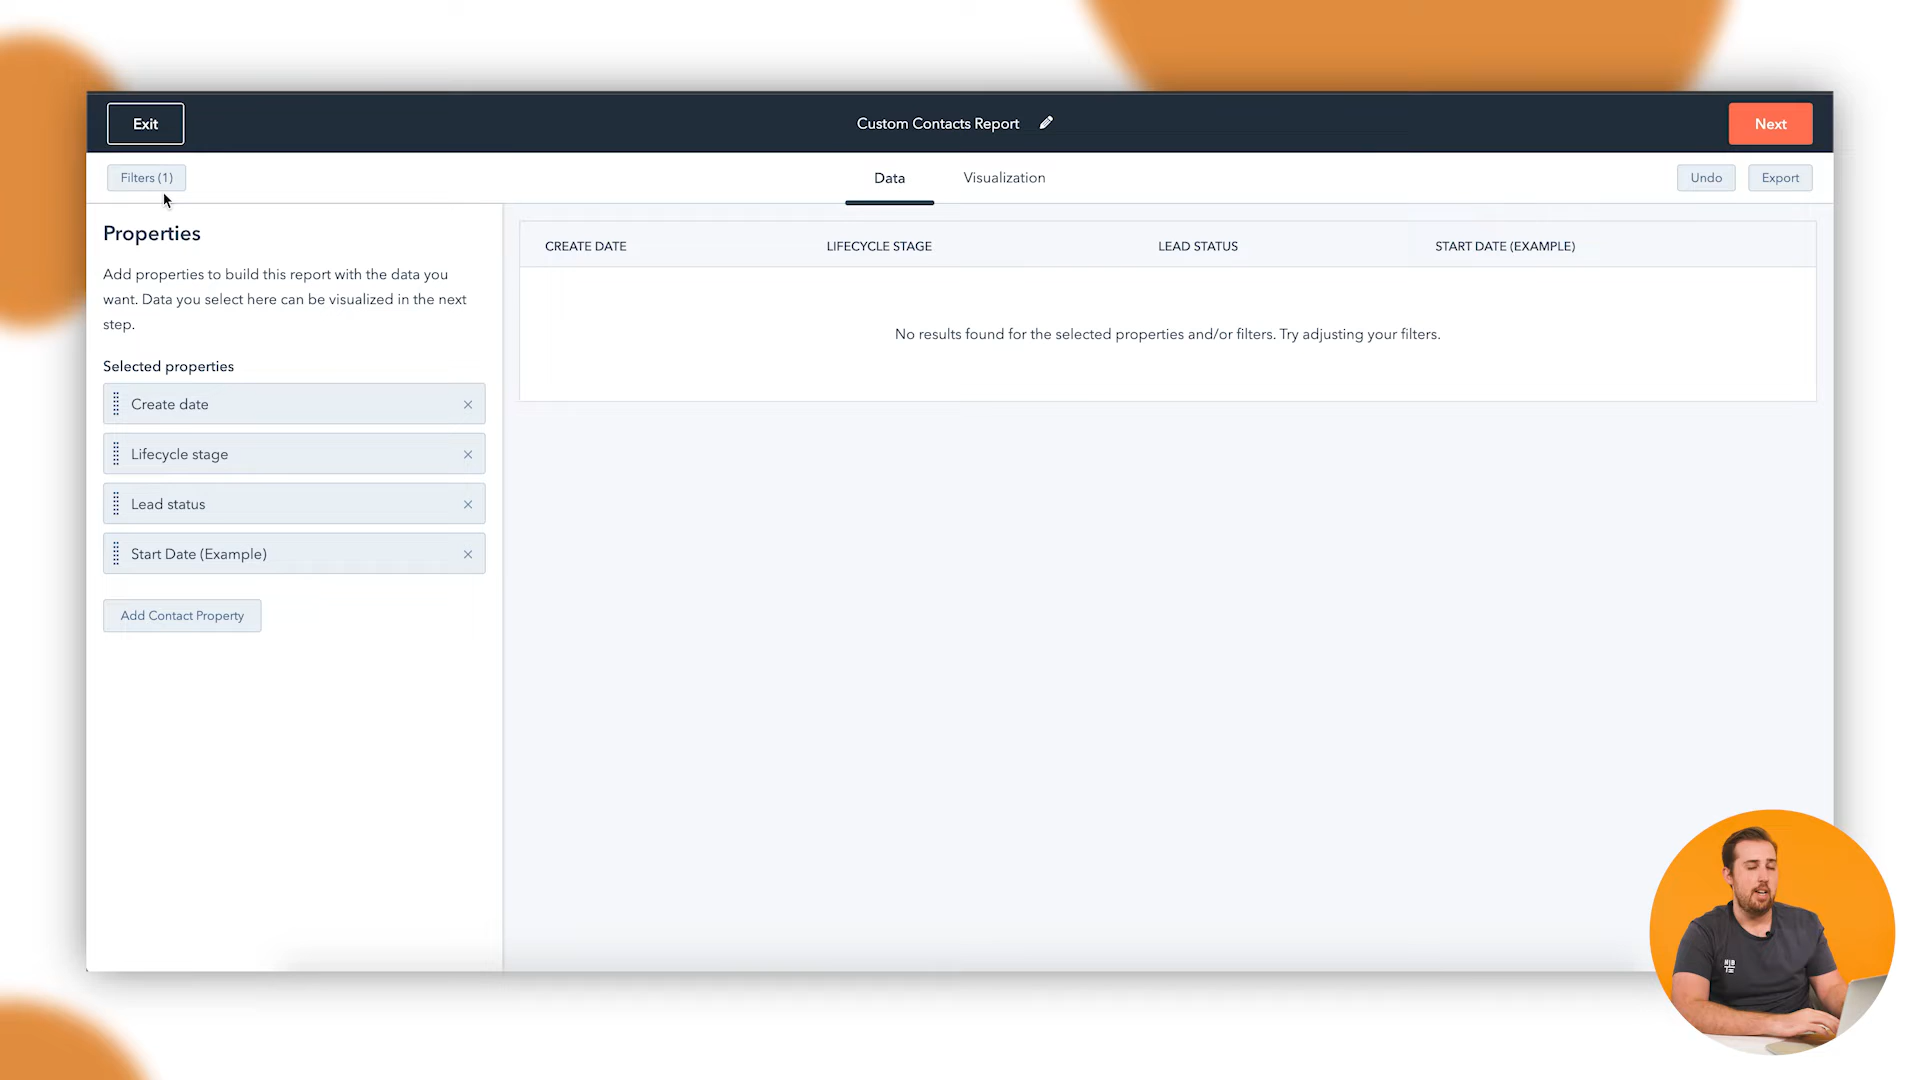 Exit
Custom Contacts Report
Next
Filters (1)
Data
Visualization
Undo
Export
Properties
Add properties to build this report with the data you
want. Data you select here can be visualized in the next
step.
Selected properties
Create date
Lifecycle stage
Lead status
Start Date (Example)
Add Contact Property
CREATE DATE
LIFECYCLE STAGE
LEAD STATUS
START DATE (EXAMPLE)
No results found for the selected properties and/or filters. Try adjusting your filters.